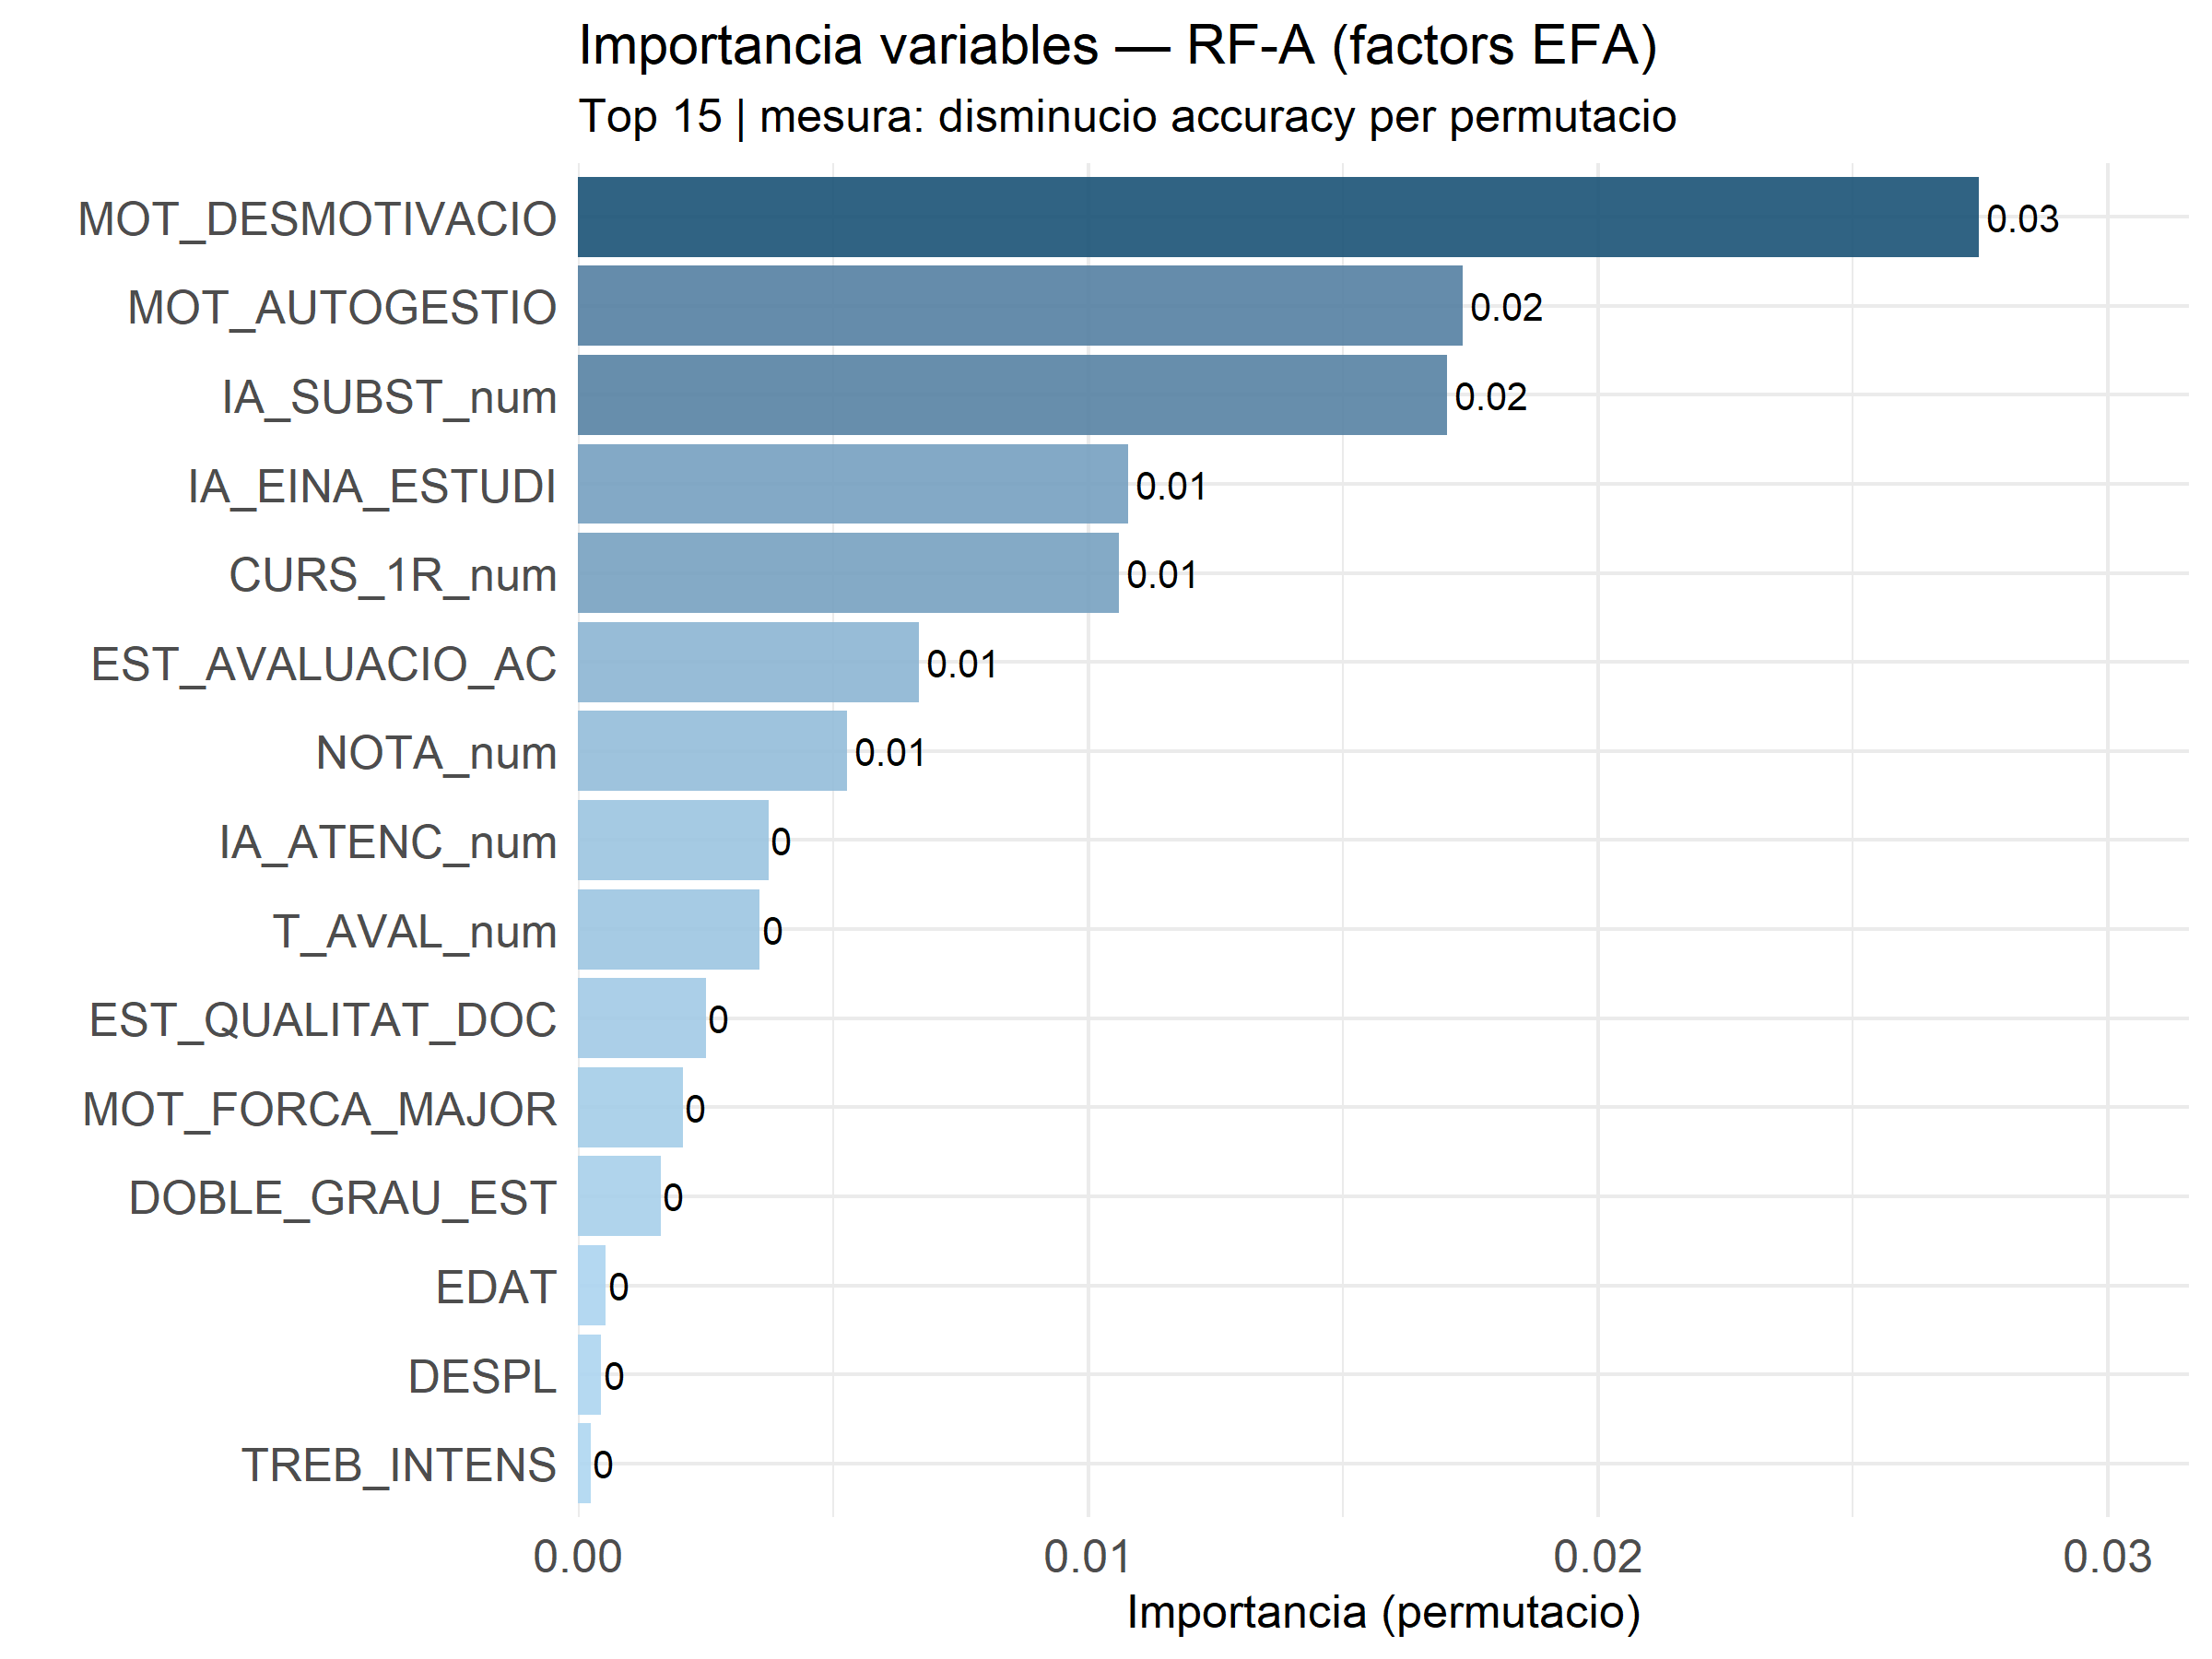 Importancia variables — RF-A (factors EFA)
Top 15 | mesura: disminucio accuracy per permutacio
MOT_DESMOTIVACIO 0.03
MOT_AUTOGESTIO 0.02
IA_SUBST_num 0.02
IA_EINA_ESTUDI 0.01
CURS_1R_num 0.01
EST_AVALUACIO_AC 0.01
NOTA_num 0.01
IA_ATENC_num 0
T_AVAL_num 0
EST_QUALITAT_DOC 0
MOT_FORCA_MAJOR 0
DOBLE_GRAU_EST 0
EDAT 0
DESPL 0
TREB_INTENS 0
0.00 0.01 0.02 0.03
Importancia (permutacio)